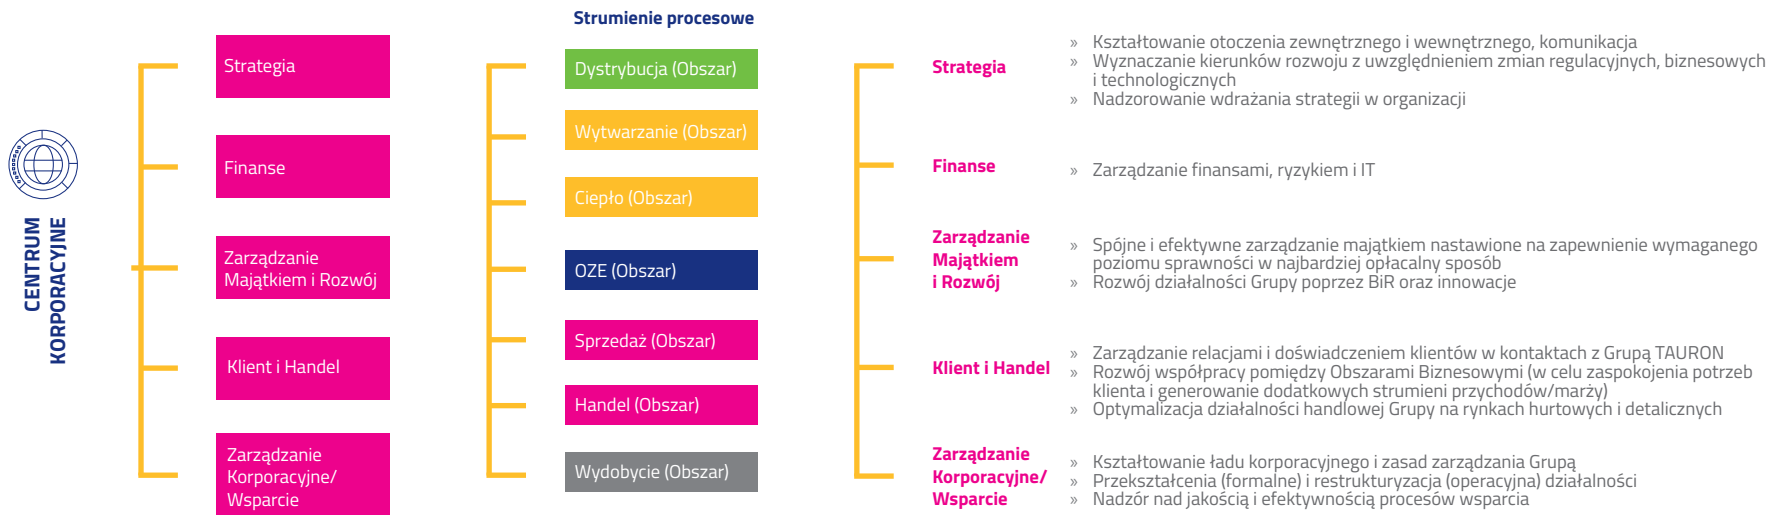 CENTRUM
KORPORACYJNE
Strategia
Finanse
Zarządzanie
Majątkiem i Rozwój
Klient i Handel
Zarządzanie
Korporacyjne/
Wsparcie
Strumienie procesowe
Dystrybucja (Obszar)
Wytwarzanie (Obszar)
Ciepło (Obszar)
OZE (Obszar)
Sprzedaż (Obszar)
Handel (Obszar)
Wydobycie (Obszar)
Strategia
» Kształtowanie otoczenia zewnętrznego i wewnętrznego, komunikacja
» Wyznaczanie kierunków rozwoju z uwzględnieniem zmian regulacyjnych, biznesowych
i technologicznych
» Nadzorowanie wdrażania strategii w organizacji
Finanse
» Zarządzanie finansami, ryzykiem i IT
Zarządzanie
Majątkiem
i Rozwój
» Spójne i efektywne zarządzanie majątkiem nastawione na zapewnienie wymaganego
poziomu sprawności w najbardziej opłacalny sposób
» Rozwój działalności Grupy poprzez BiR oraz innowacje
Klient i Handel
» Zarządzanie relacjami i doświadczeniem klientów w kontaktach z Grupą TAURON
» Rozwój współpracy pomiędzy Obszarami Biznesowymi (w celu zaspokojenia potrzeb
klienta i generowanie dodatkowych strumieni przychodów/marży)
» Optymalizacja działalności handlowej Grupy na rynkach hurtowych i detalicznych
Zarządzanie
Korporacyjne/
Wsparcie
» Kształtowanie ładu korporacyjnego i zasad zarządzania Grupą
» Przekształcenia (formalne) i restrukturyzacja (operacyjna) działalności
» Nadzór nad jakością i efektywnością procesów wsparcia